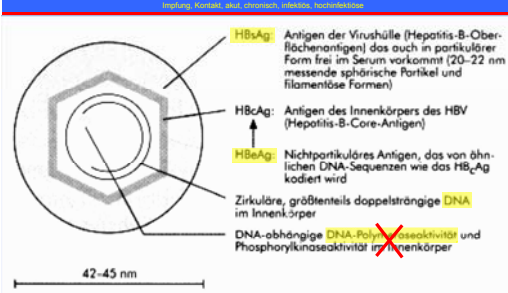 Impfung, Kontakt, akut, chronisch, infektiös, hochinfektiöse
HBsAg: Antigen der Virushülle (Hepatitis-B-Ober-
flächenantigen) das auch in partikulärer
Form frei im Serum vorkommt (20–22 nm
messende sphärische Partikel und
filamentöse Formen)
HBcAg: Antigen des Innenkörpers des HBV
(Hepatitis-B-Core-Antigen)
HBeAg: Nichtpartikuläres Antigen, das von ähn-
lichen DNA-Sequenzen wie das HBcAg
kodiert wird
Zirkuläre, größtenteils doppelsträngige DNA
im Innenkörper
DNA-abhängige DNA-Polymeraseaktivität und
Phosphorylkinaseaktivität im Innenkörper
42–45 nm